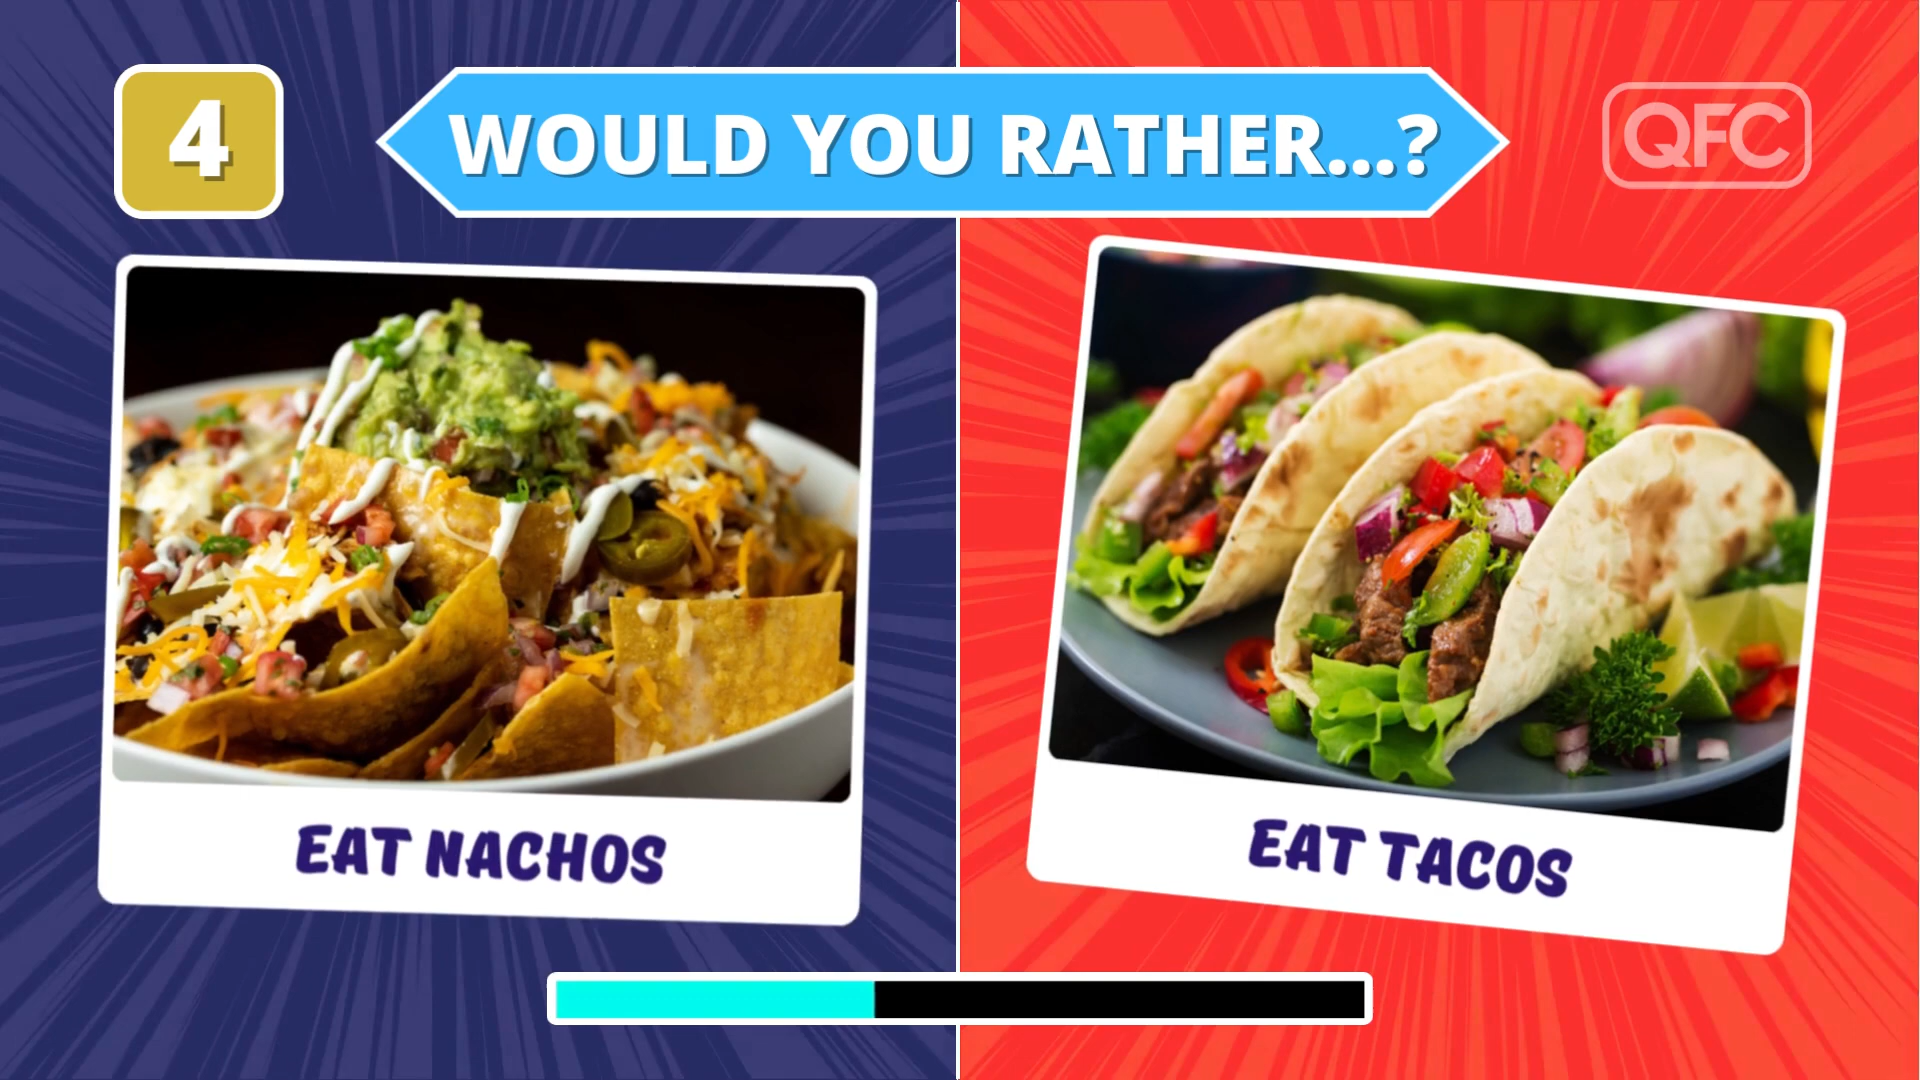 4
WOULD YOU RATHER...?
QFC
EAT NACHOS
EAT TACOS